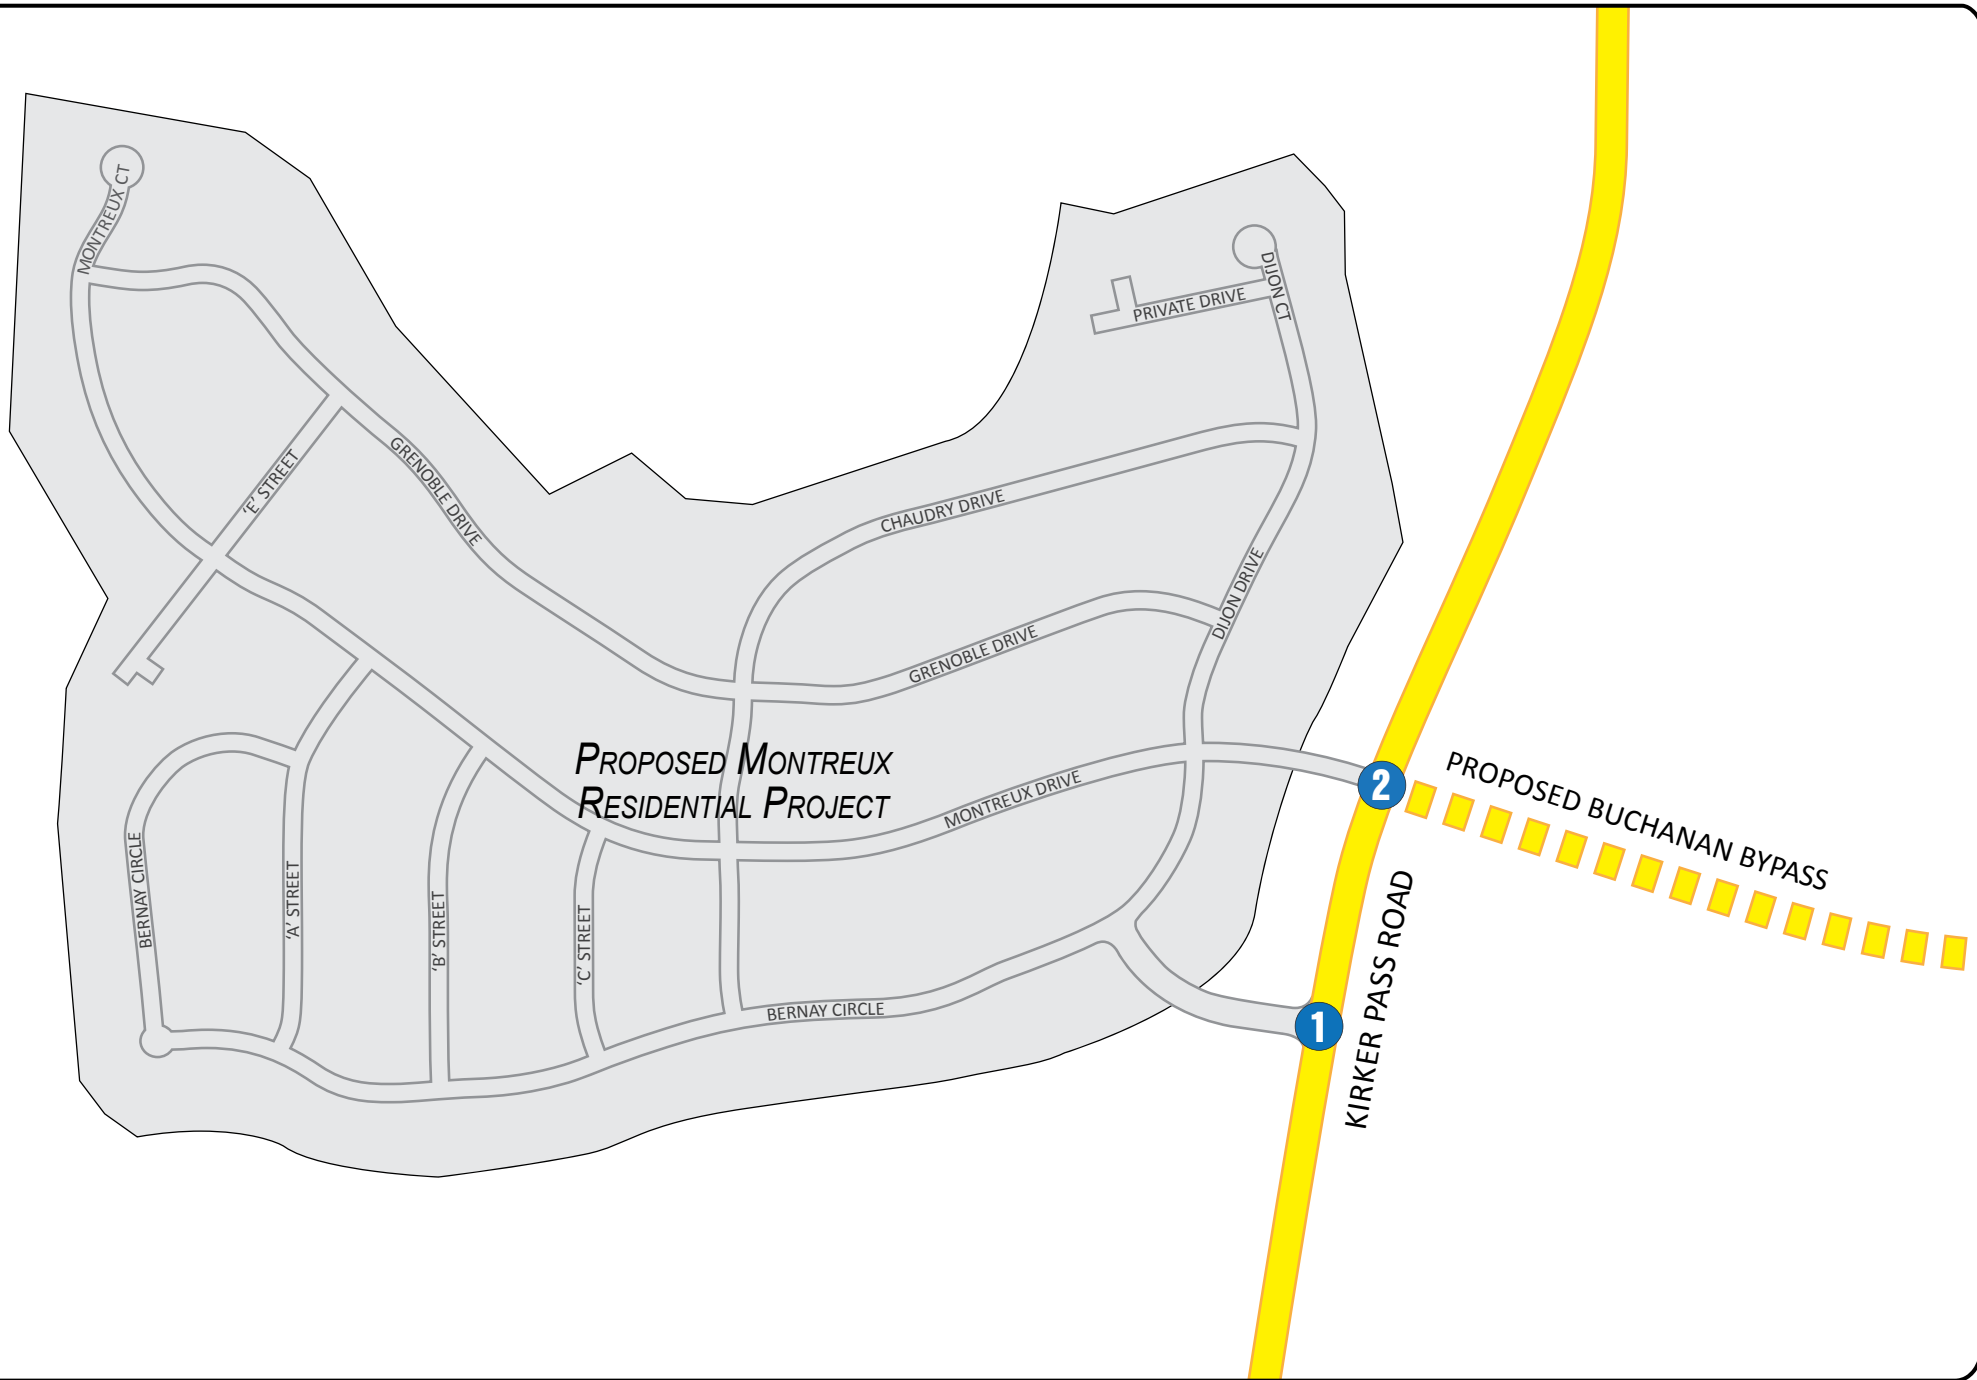 MONTREUX CT
DIJON CT
PRIVATE DRIVE
'E' STREET
GRENOBLE DRIVE
CHAUDRY DRIVE
DIJON DRIVE
GRENOBLE DRIVE
PROPOSED MONTREUX
RESIDENTIAL PROJECT
MONTREUX DRIVE
2
PROPOSED BUCHANAN BYPASS
BERNAY CIRCLE
'A' STREET
'B' STREET
'C' STREET
BERNAY CIRCLE
1
KIRKER PASS ROAD